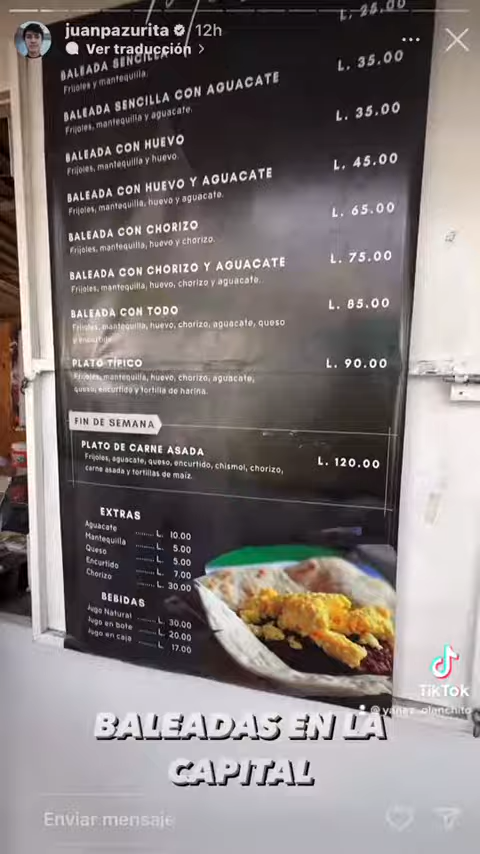 juanpazurita 12h
Ver traducción
L. 25.00
BALEADA SENCILLA
Frijoles y mantequilla.
L. 35.00
BALEADA SENCILLA CON AGUACATE
Frijoles, mantequilla y aguacate.
L. 35.00
BALEADA CON HUEVO
Frijoles, mantequilla y huevo.
L. 45.00
BALEADA CON HUEVO Y AGUACATE
Frijoles, mantequilla, huevo y aguacate.
L. 65.00
BALEADA CON CHORIZO
Frijoles, mantequilla, huevo y chorizo.
L. 75.00
BALEADA CON CHORIZO Y AGUACATE
Frijoles, mantequilla, huevo, chorizo y aguacate.
L. 85.00
BALEADA CON TODO
Frijoles, mantequilla, huevo, chorizo, aguacate, queso
y encurtido.
L. 90.00
PLATO TÍPICO
Frijoles, mantequilla, huevo, chorizo, aguacate,
queso, encurtido y tortilla de harina.
FIN DE SEMANA
PLATO DE CARNE ASADA L. 120.00
Frijoles, aguacate, queso, encurtido, chismol, chorizo,
carne asada y tortillas de maíz.
EXTRAS
Aguacate ........ L. 10.00
Mantequilla ..... L. 5.00
Queso ........ L. 5.00
Encurtido ........ L. 7.00
Chorizo ........ L. 30.00
BEBIDAS
Jugo Natural ..... L. 30.00
Jugo en bote .... L. 20.00
Jugo en caja .... L. 17.00
TikTok
@yanez_olanchito
BALEADAS EN LA
CAPITAL
Enviar mensaje